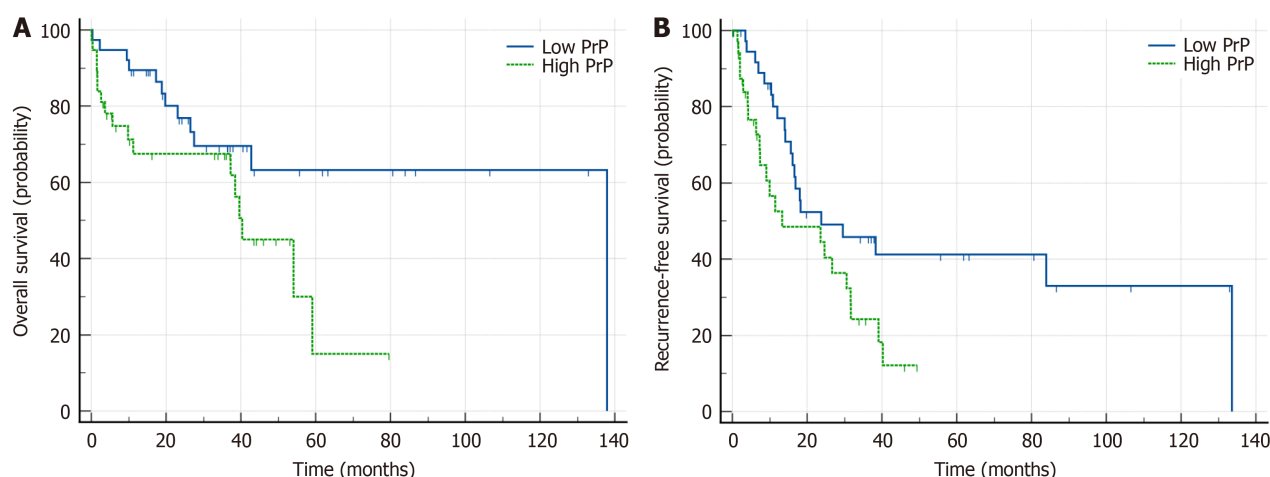 A
100
80
60
40
20
0
Overall survival (probability)
Low PrP
High PrP
0 20 40 60 80 100 120 140
Time (months)
B
100
80
60
40
20
0
Recurrence-free survival (probability)
Low PrP
High PrP
0 20 40 60 80 100 120 140
Time (months)